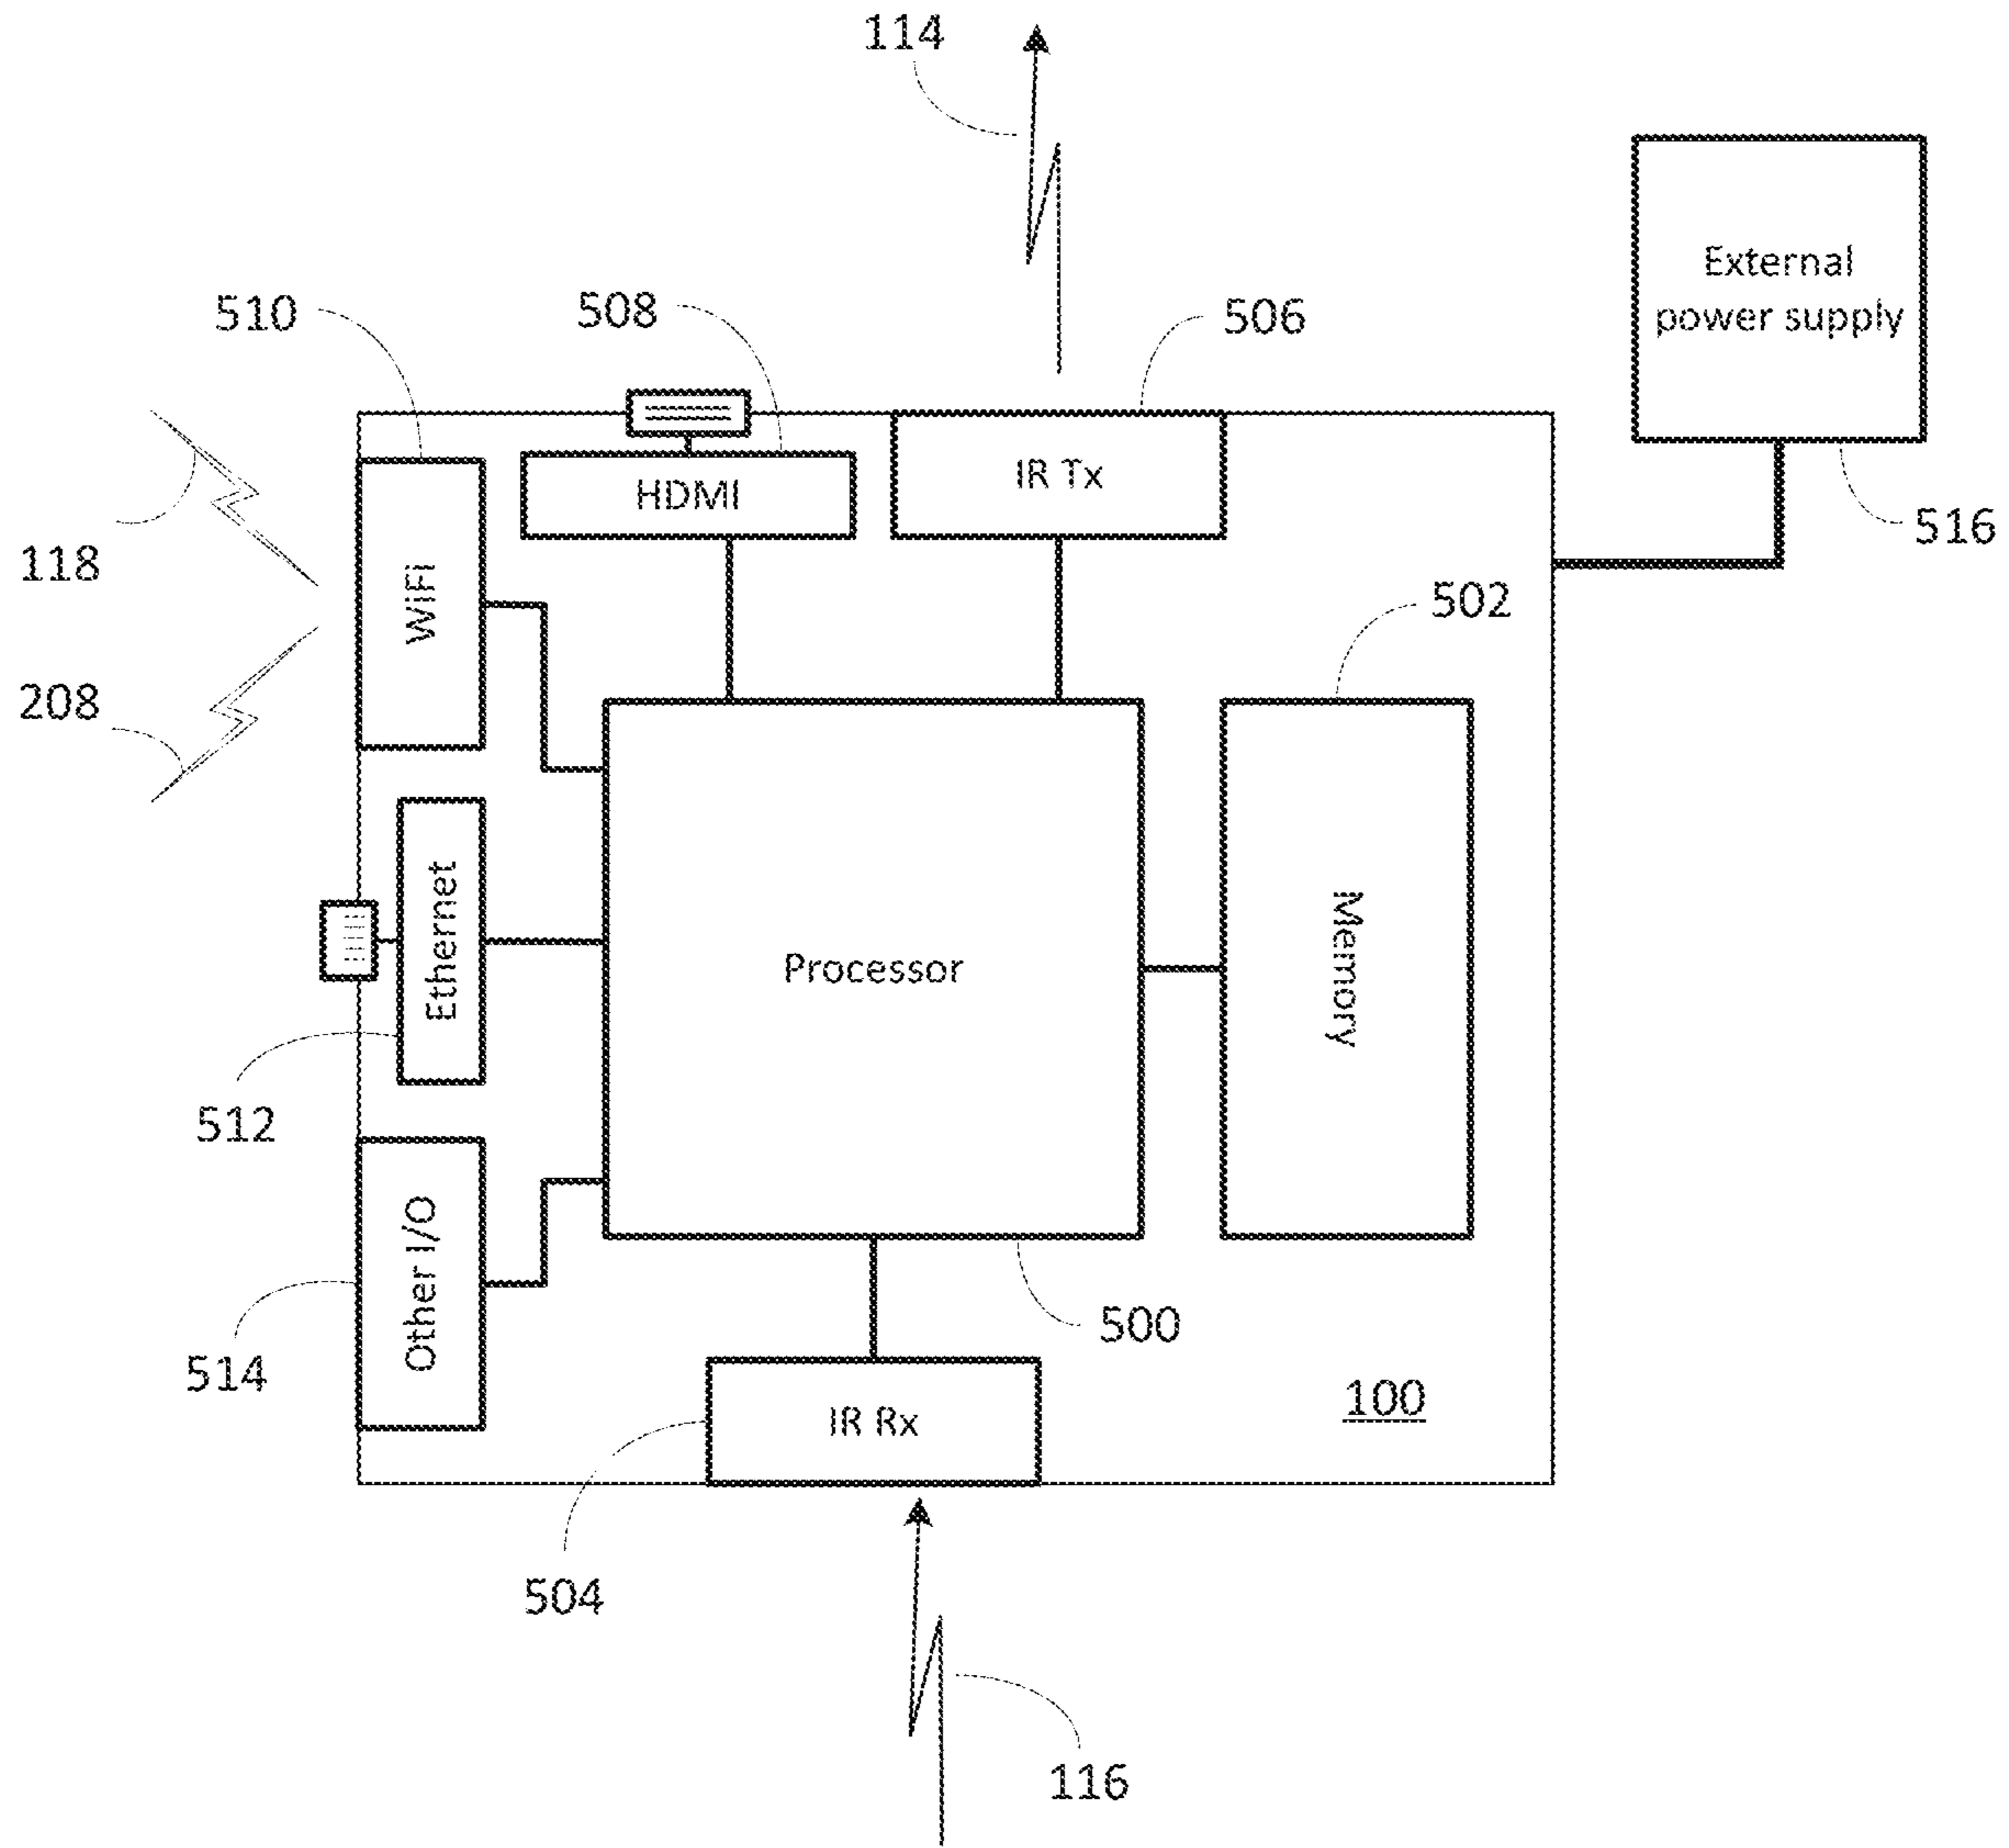 114
External
power supply
510
508
506
516
HDMI
IR Tx
118
WiFi
502
208
Ethernet
Processor
Memory
512
Other I/O
500
514
100
IR Rx
504
116